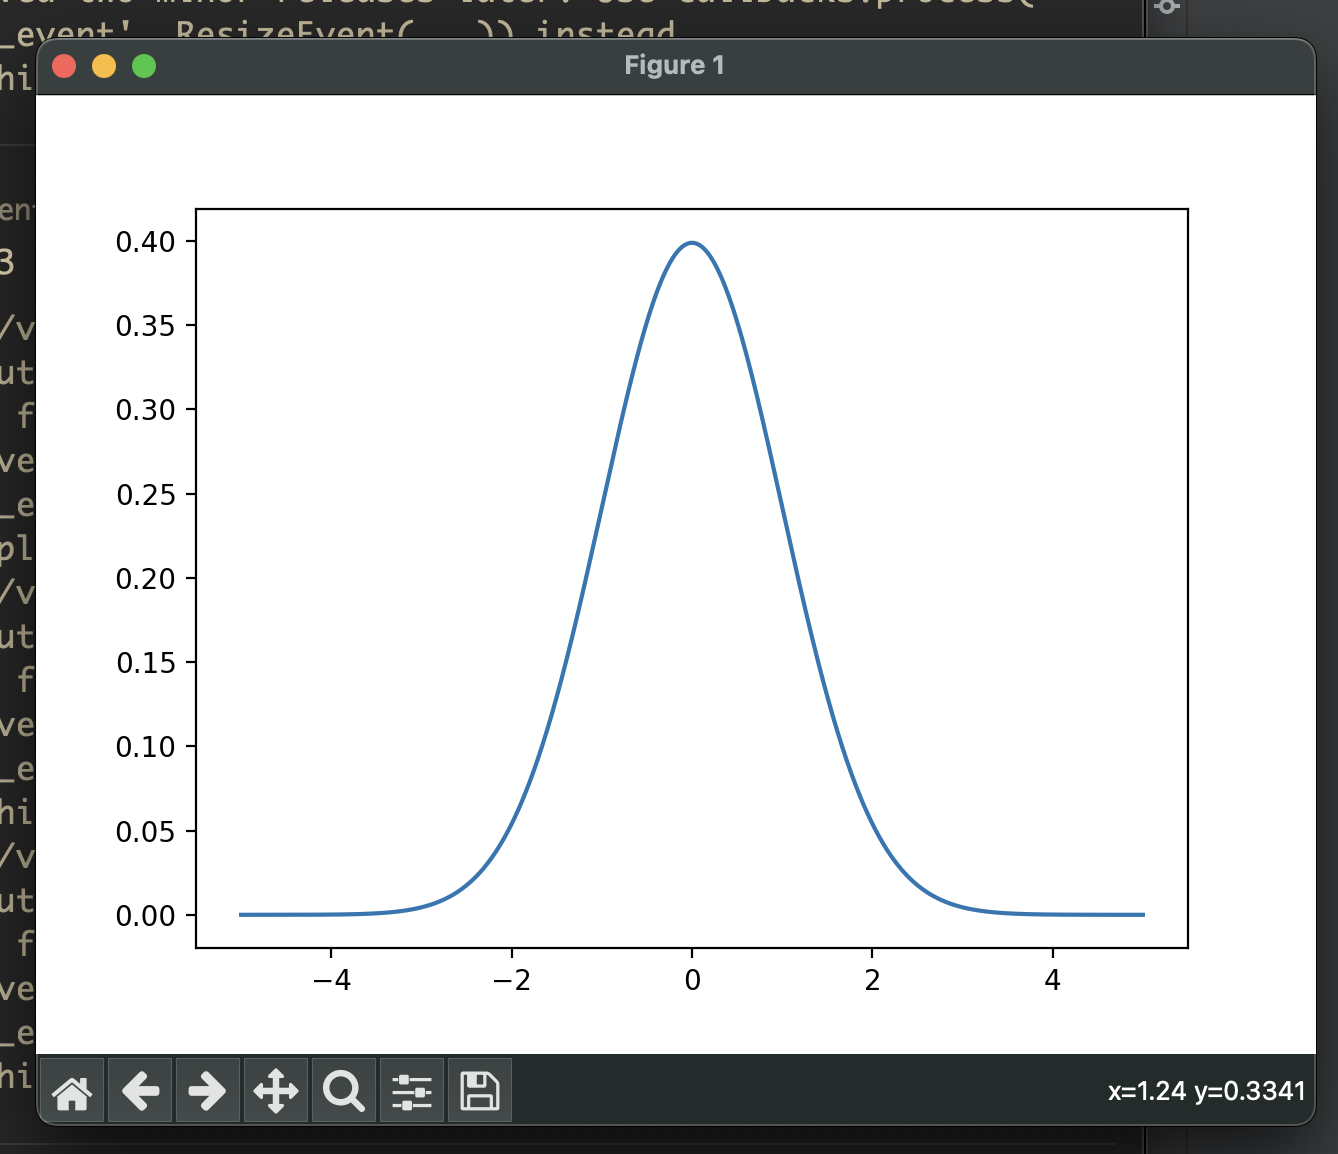 _event', ResizeEvent(...)) instead
Figure 1
hi
en
3
/v
ut
f
ve
_e
pl
/v
ut
f
ve
_e
hi
/v
ut
f
ve
_e
hi
0.40
0.35
0.30
0.25
0.20
0.15
0.10
0.05
0.00
−4 −2 0 2 4
x=1.24 y=0.3341